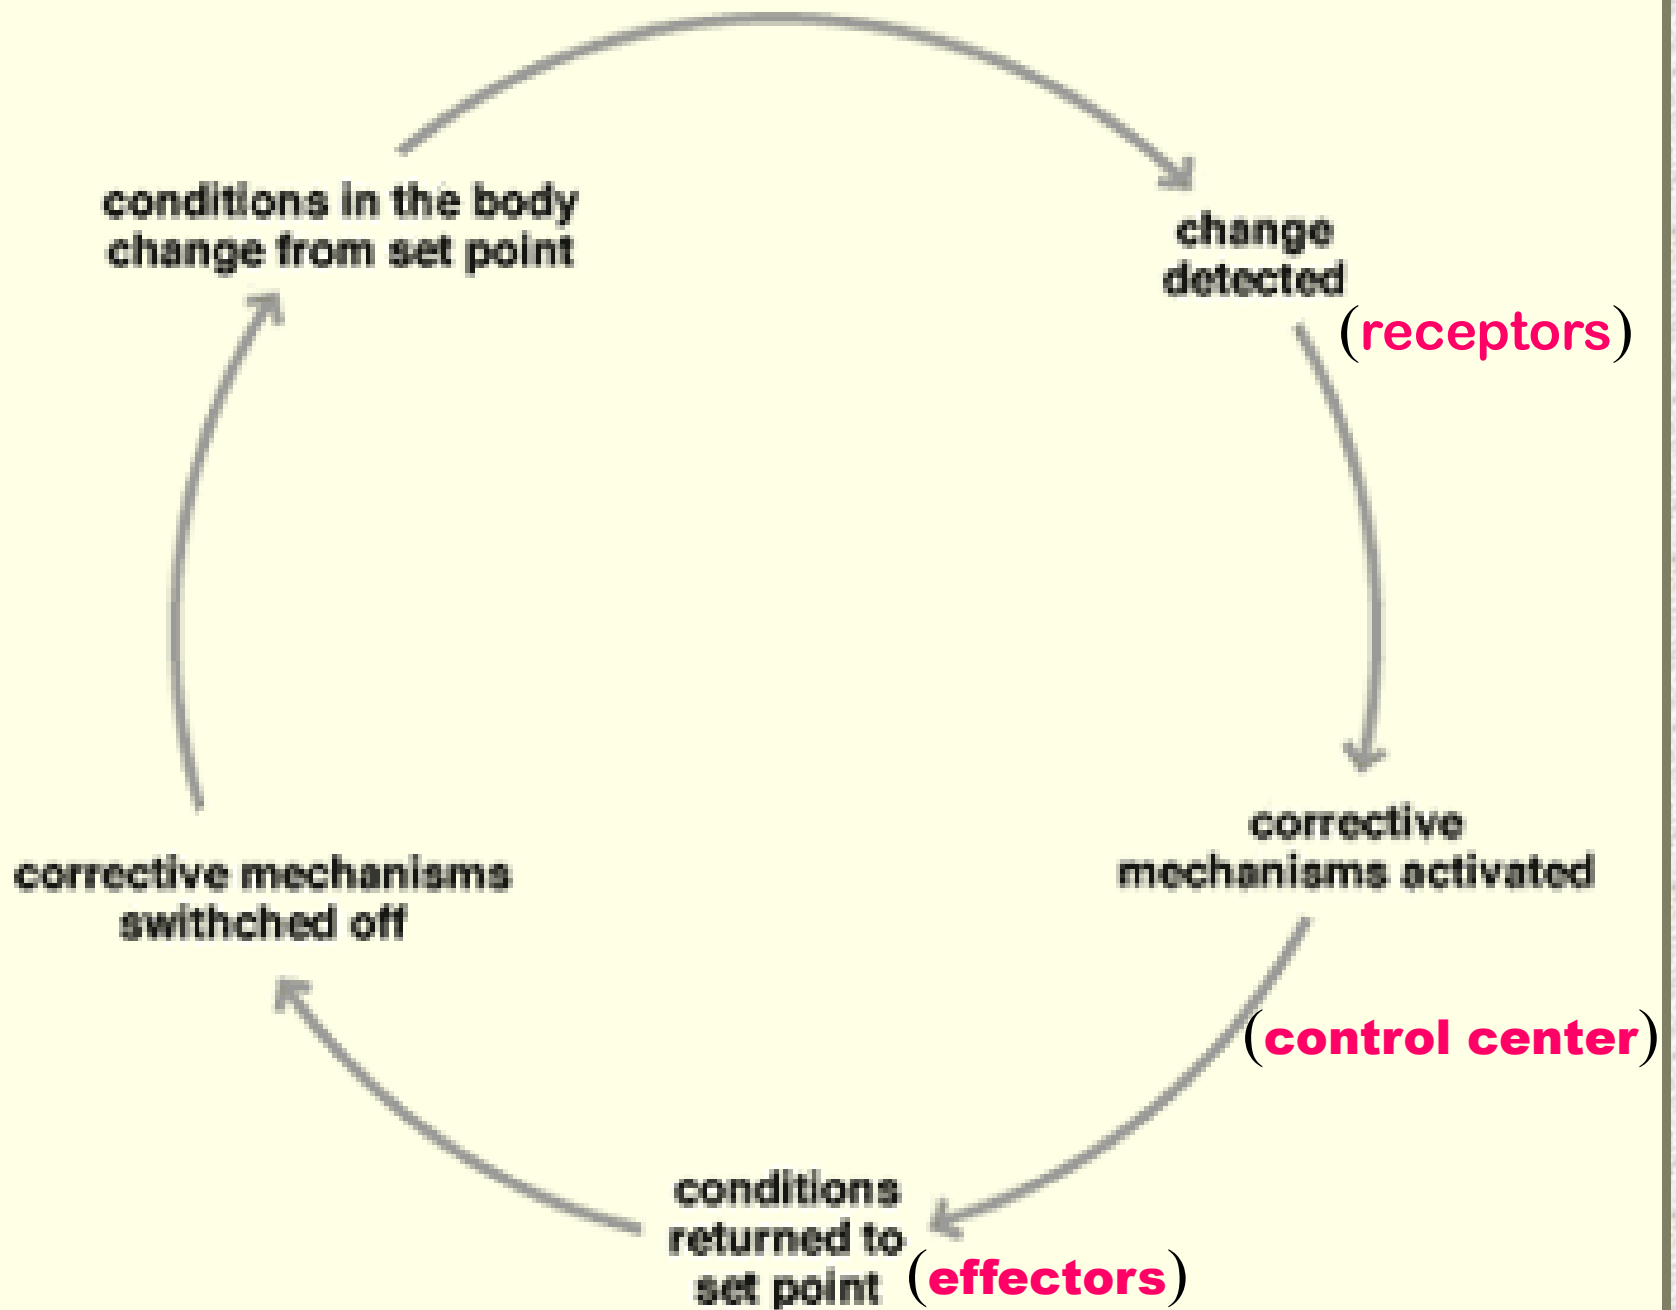 conditions in the body
change from set point
change
detected
(receptors)
corrective
mechanisms activated
(control center)
conditions
returned to
set point (effectors)
corrective mechanisms
swithched off